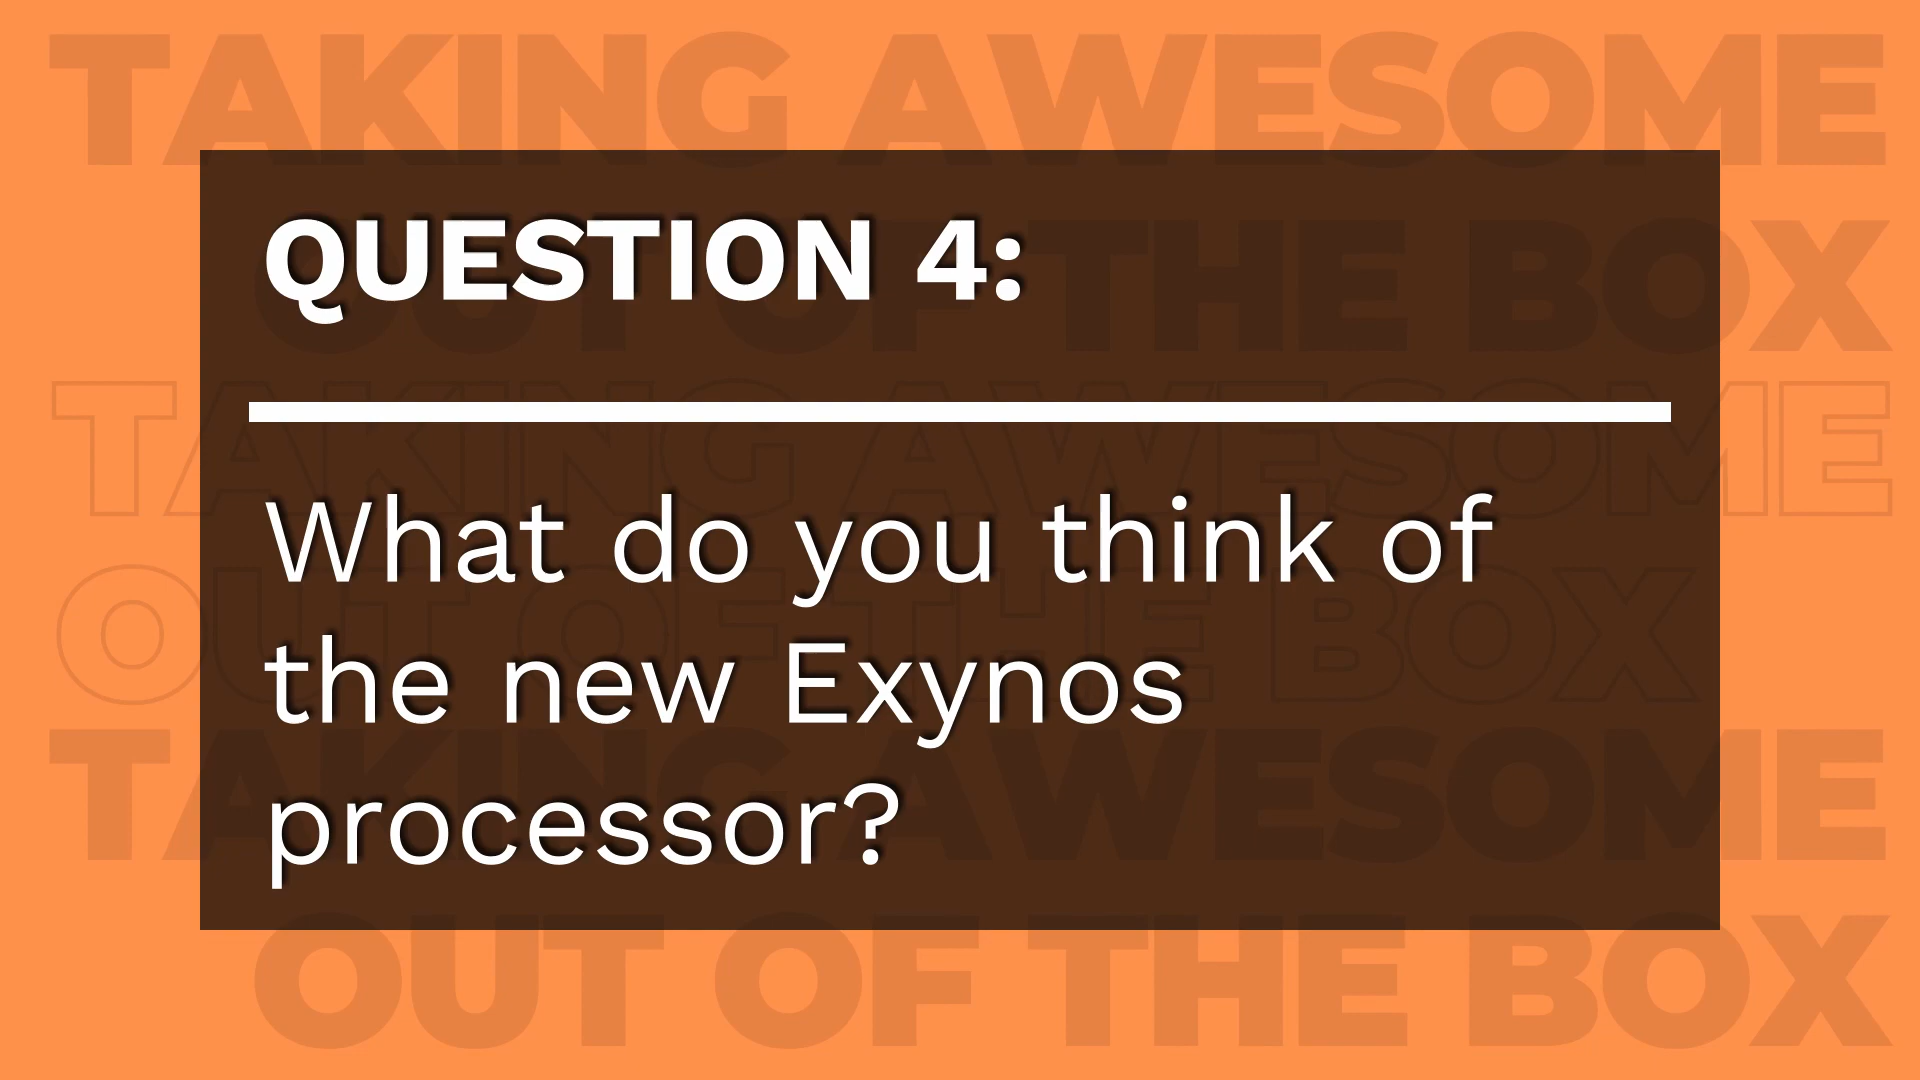 TAKING AWESOME
OUT OF THE BOX
QUESTION 4:
What do you think of
the new Exynos
processor?
TAKING AWESOME
OUT OF THE BOX
TAKING AWESOME
OUT OF THE BOX